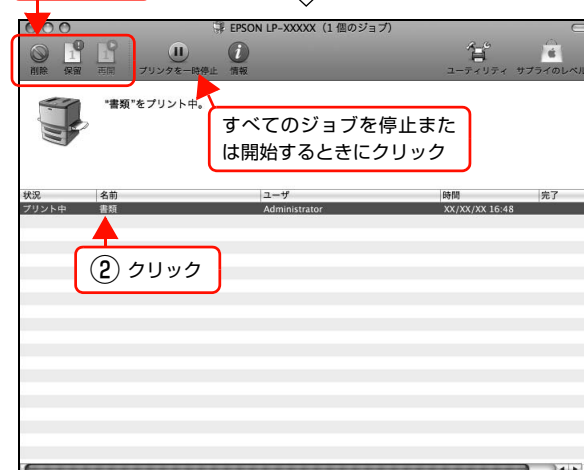 EPSON LP-XXXXX（1 個のジョブ）
削除 保留 再開 プリンタを一時停止 情報 ユーティリティ サプライのレベル
"書類"をプリント中。
すべてのジョブを停止また
は開始するときにクリック
状況 名前 ユーザ 時間 完了
プリント中 書類 Administrator XX/XX/XX 16:48
② クリック